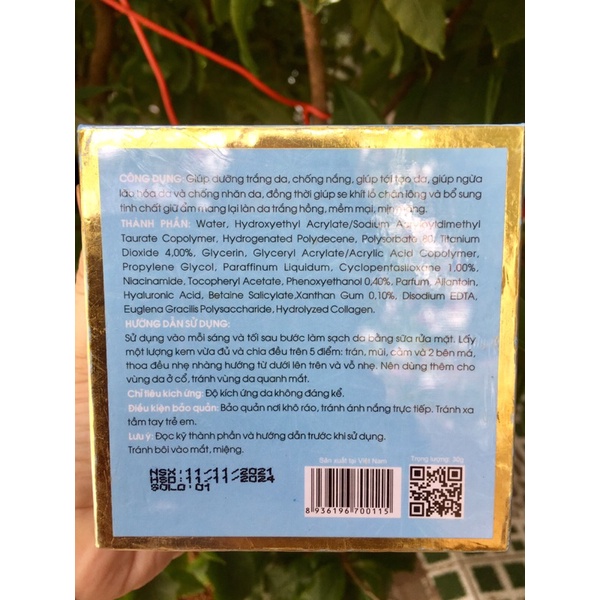 CÔNG DỤNG: Giúp dưỡng trắng da, chống nắng, giúp tái tạo da, giúp ngừa
lão hóa da và chống nhăn da, đồng thời giúp se khít lỗ chân lông và bổ sung
tinh chất giữ ẩm mang lại làn da trắng hồng, mềm mại, mịn màng.
THÀNH PHẦN: Water, Hydroxyethyl Acrylate/Sodium Acryloyldimethyl
Taurate Copolymer, Hydrogenated Polydecene, Polysorbate 60, Titanium
Dioxide 4,00%, Glycerin, Glyceryl Acrylate/Acrylic Acid Copolymer,
Propylene Glycol, Paraffinum Liquidum, Cyclopentasiloxane 1,00%,
Niacinamide, Tocopheryl Acetate, Phenoxyethanol 0,40%, Parfum, Allantoin,
Hyaluronic Acid, Betaine Salicylate,Xanthan Gum 0,10%, Disodium EDTA,
Euglena Gracilis Polysaccharide, Hydrolyzed Collagen.
HƯỚNG DẪN SỬ DỤNG:
Sử dụng vào mỗi sáng và tối sau bước làm sạch da bằng sữa rửa mặt. Lấy
một lượng kem vừa đủ và chia đều trên 5 điểm: trán, mũi, cằm và 2 bên má,
thoa đều nhẹ nhàng hướng từ dưới lên trên và vỗ nhẹ. Nên dùng thêm cho
vùng da ở cổ, tránh vùng da quanh mắt.
Chỉ tiêu kích ứng: Độ kích ứng da không đáng kể.
Điều kiện bảo quản: Bảo quản nơi khô ráo, tránh ánh nắng trực tiếp. Tránh xa
tầm tay trẻ em.
Lưu ý: Đọc kỹ thành phần và hướng dẫn trước khi sử dụng.
Tránh bôi vào mắt, miệng.
Sản xuất tại Việt Nam
Trọng lượng: 30g
NSX:11/11/2021
HSD:11/11/2024
SOLO:01
8 936196 700115